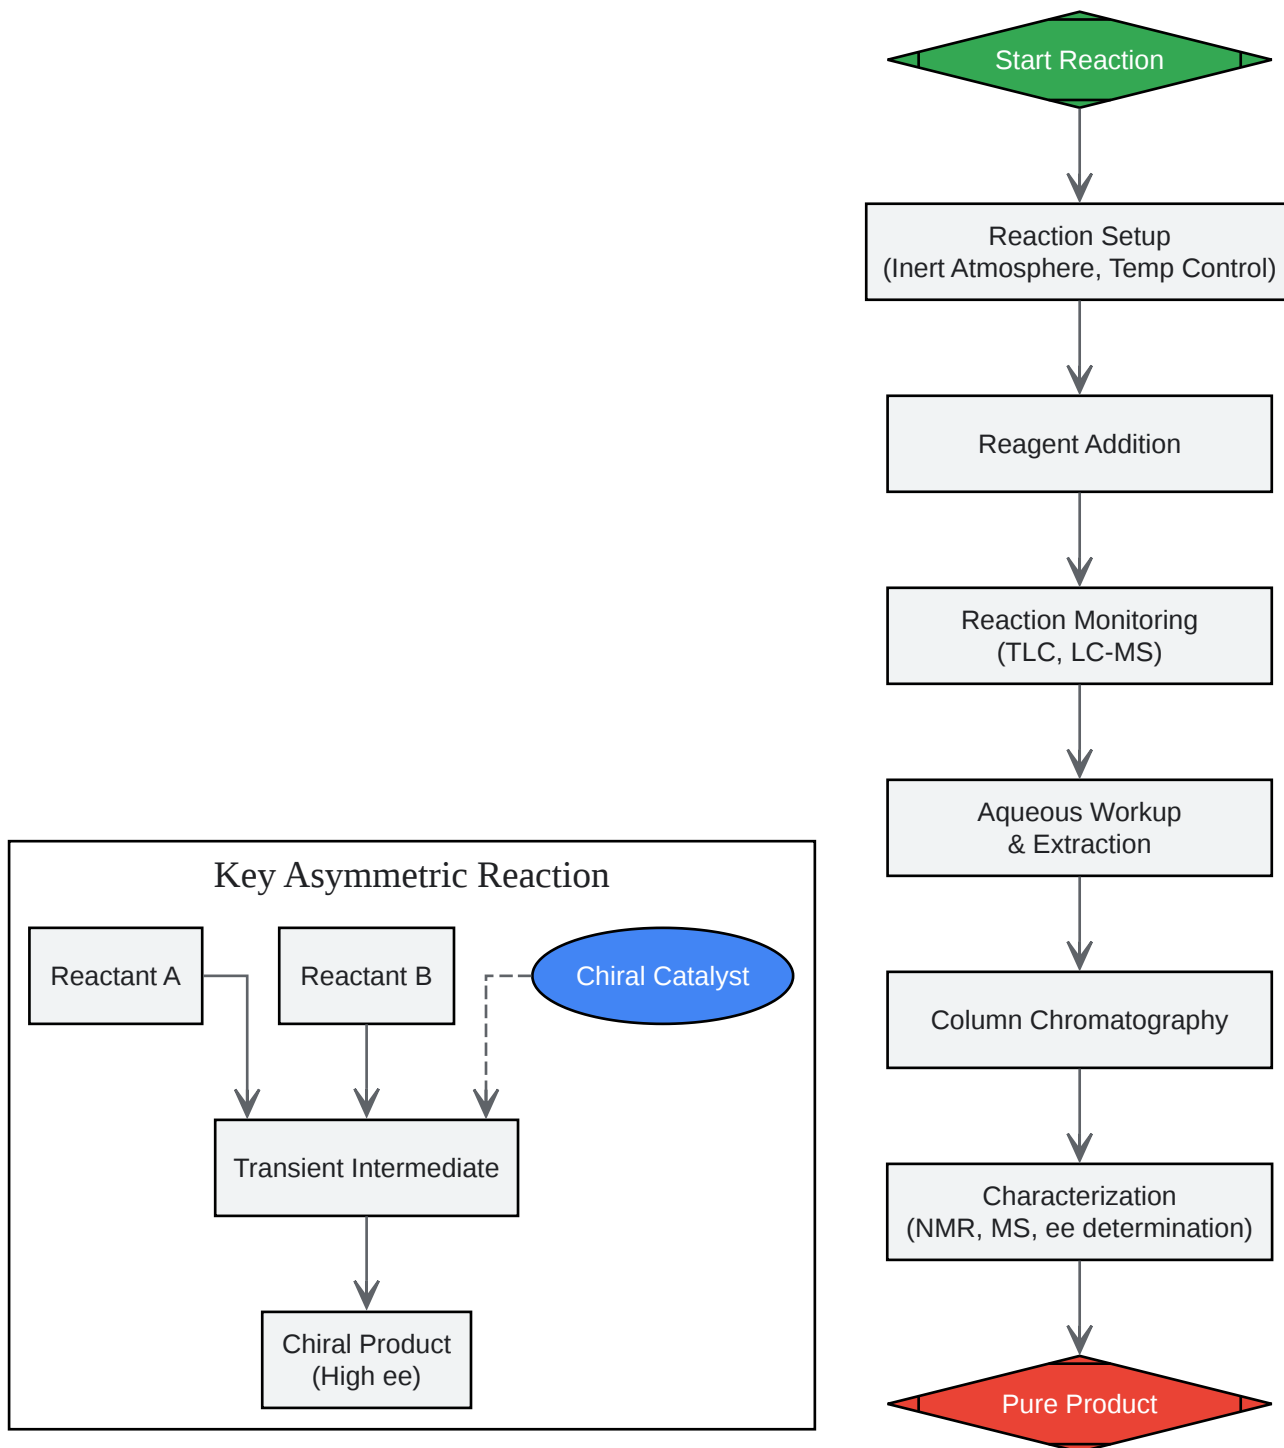 Start Reaction
Reaction Setup
(Inert Atmosphere, Temp Control)
Reagent Addition
Reaction Monitoring
(TLC, LC-MS)
Aqueous Workup
& Extraction
Column Chromatography
Characterization
(NMR, MS, ee determination)
Pure Product
Key Asymmetric Reaction
Reactant A
Reactant B
Chiral Catalyst
Transient Intermediate
Chiral Product
(High ee)